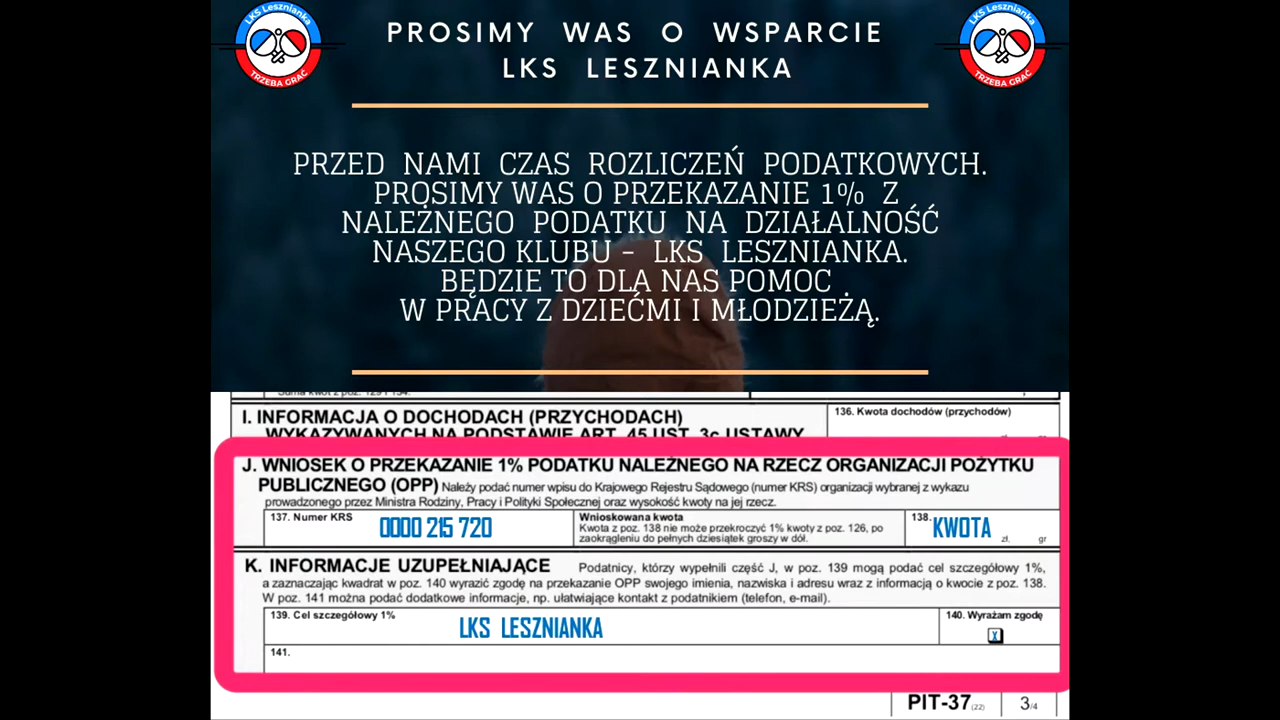 LKS Lesznianka
TRZEBA GRAĆ
PROSIMY WAS O WSPARCIE
LKS LESZNIANKA
LKS Lesznianka
TRZEBA GRAĆ
PRZED NAMI CZAS ROZLICZEŃ PODATKOWYCH.
PROSIMY WAS O PRZEKAZANIE 1% Z
NALEŻNEGO PODATKU NA DZIAŁALNOŚĆ
NASZEGO KLUBU - LKS LESZNIANKA.
BĘDZIE TO DLA NAS POMOC .
W PRACY Z DZIEĆMI I MŁODZIEŻĄ.
I. INFORMACJA O DOCHODACH (PRZYCHODACH)
WYKAZYWANYCH NA PODSTAWIE ART. 45 UST. 3c USTAWY
136. Kwota dochodów (przychodów)
zł, gr
J. WNIOSEK O PRZEKAZANIE 1% PODATKU NALEŻNEGO NA RZECZ ORGANIZACJI POŻYTKU
PUBLICZNEGO (OPP) Należy podać numer wpisu do Krajowego Rejestru Sądowego (numer KRS) organizacji wybranej z wykazu
prowadzonego przez Ministra Rodziny, Pracy i Polityki Społecznej oraz wysokość kwoty na jej rzecz.
137. Numer KRS
0000 215 720
Wnioskowana kwota
Kwota z poz. 138 nie może przekroczyć 1% kwoty z poz. 126, po
zaokrągleniu do pełnych dziesiątek groszy w dół.
138.
KWOTA
zł, gr
K. INFORMACJE UZUPEŁNIAJĄCE Podatnicy, którzy wypełnili część J, w poz. 139 mogą podać cel szczegółowy 1%,
a zaznaczając kwadrat w poz. 140 wyrazić zgodę na przekazanie OPP swojego imienia, nazwiska i adresu wraz z informacją o kwocie z poz. 138.
W poz. 141 można podać dodatkowe informacje, np. ułatwiające kontakt z podatnikiem (telefon, e-mail).
139. Cel szczegółowy 1%
LKS LESZNIANKA
140. Wyrażam zgodę
X
141.
PIT-37 (22) 3/4